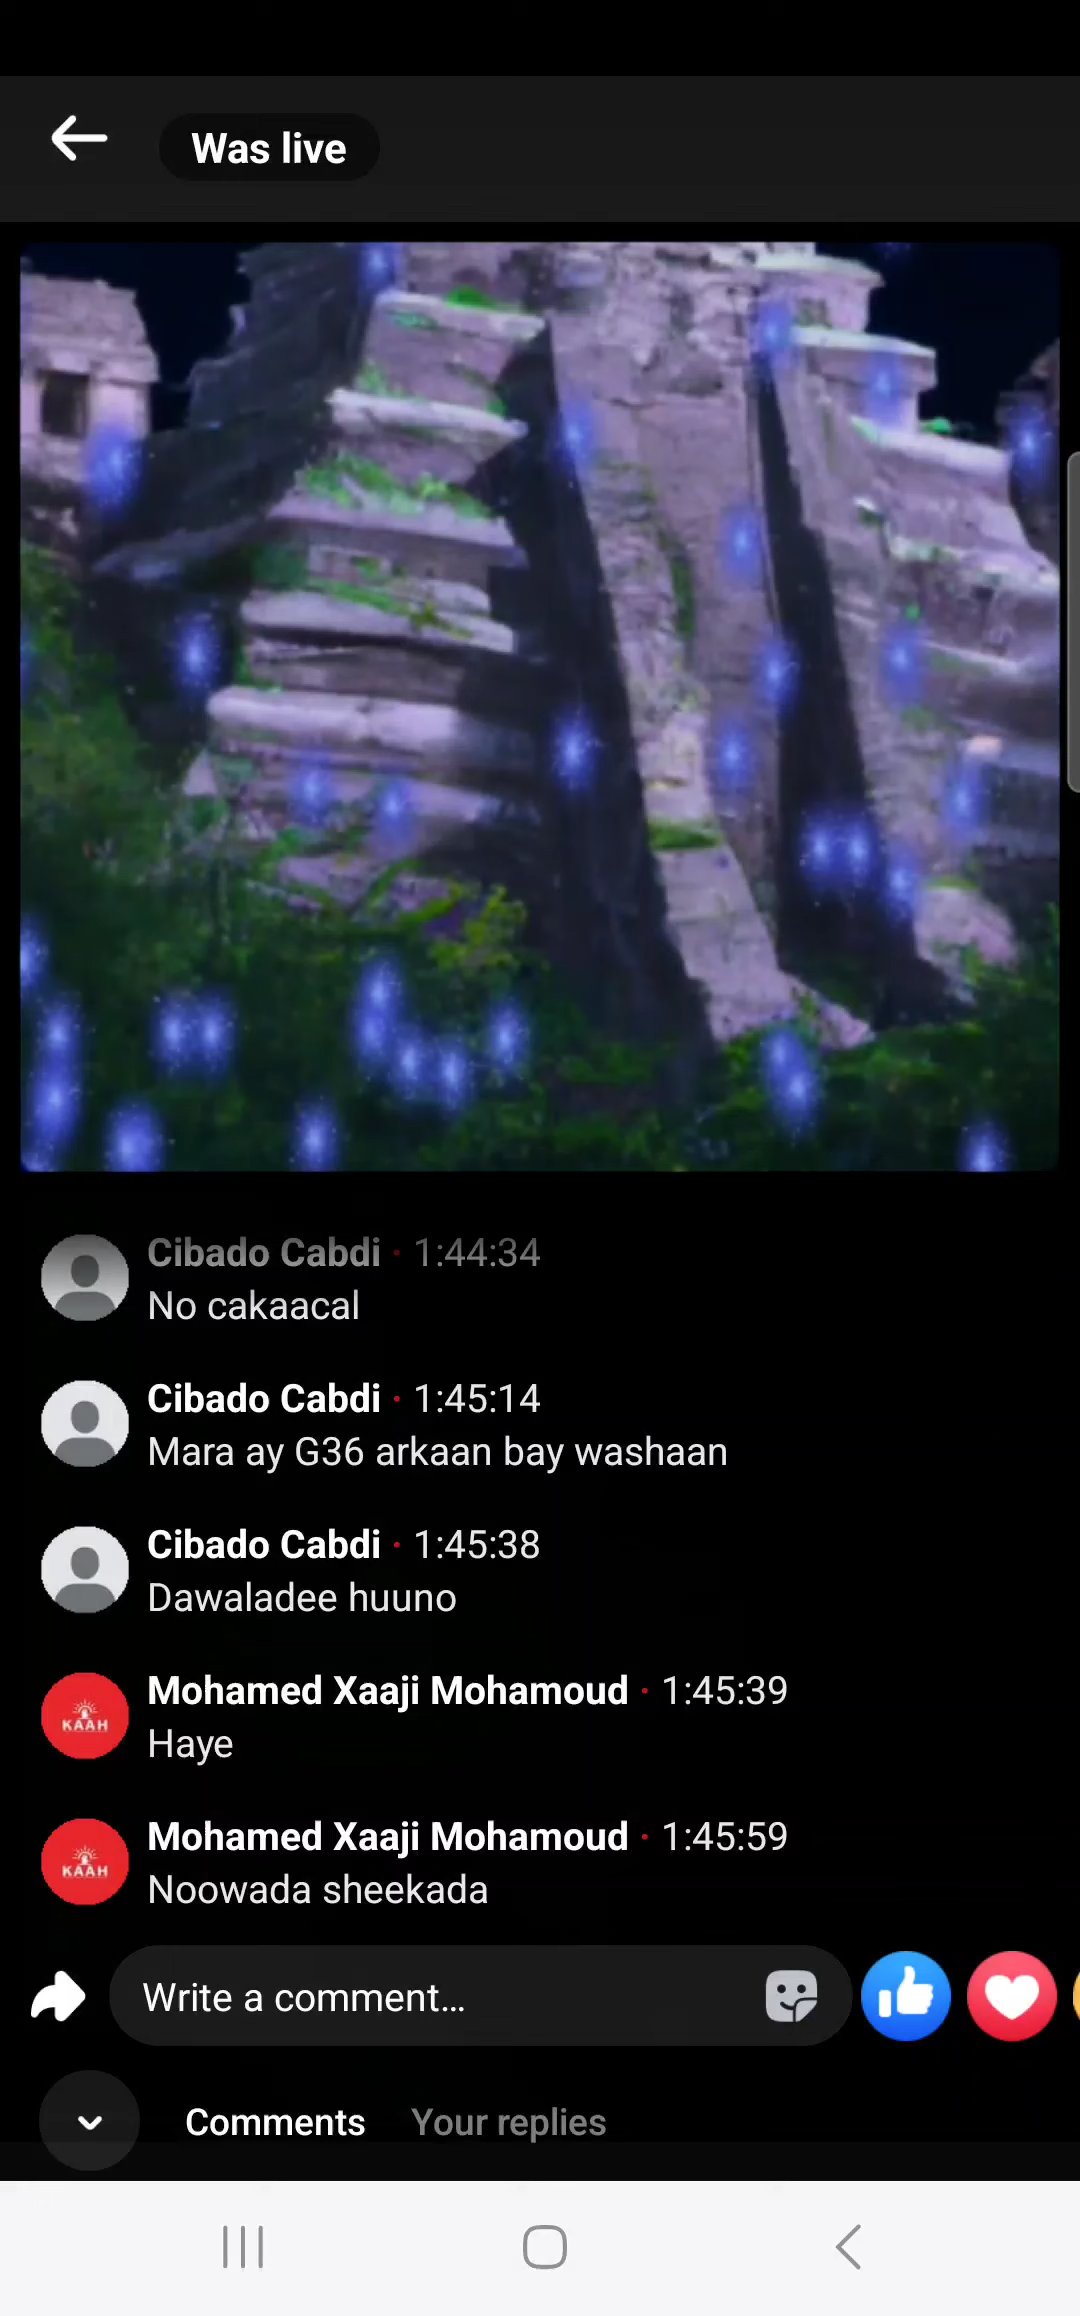 Was live
Cibado Cabdi · 1:44:34
No cakaacal
Cibado Cabdi · 1:45:14
Mara ay G36 arkaan bay washaan
Cibado Cabdi · 1:45:38
Dawaladee huuno
Mohamed Xaaji Mohamoud · 1:45:39
KAAH
Haye
Mohamed Xaaji Mohamoud · 1:45:59
KAAH
Noowada sheekada
Write a comment...
Comments Your replies